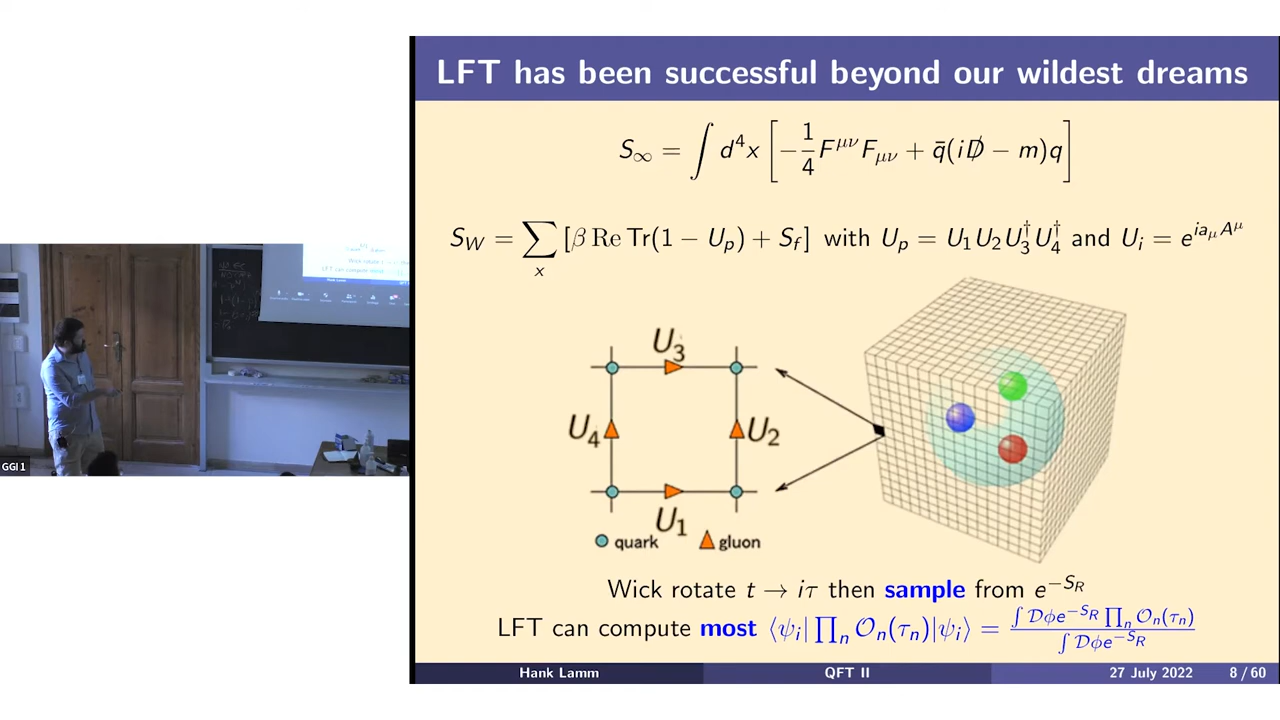 LFT has been successful beyond our wildest dreams
S∞ = ∫ d⁴x [−1/4 F^{μν}F_{μν} + q̄(iD̸ − m)q]
S_W = ∑_x [β Re Tr(1 − U_p) + S_f] with U_p = U₁U₂U₃†U₄† and U_i = e^{ia_μA^μ}
U₃
U₄ U₂
U₁
quark gluon
Wick rotate t → iτ then sample from e^{−S_R}
LFT can compute most ⟨ψ_i|∏_n O_n(τ_n)|ψ_i⟩ = ∫Dϕe^{−S_R} ∏_n O_n(τ_n) / ∫Dϕe^{−S_R}
Hank Lamm QFT II 27 July 2022 8 / 60
GGI 1